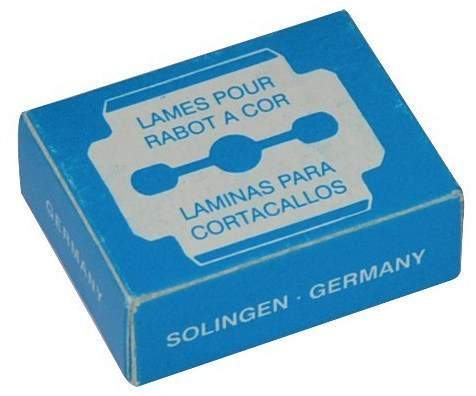 LAMES POUR
RABOT A COR
LAMINAS PARA
CORTACALLOS
GERMANY
SOLINGEN · GERMANY